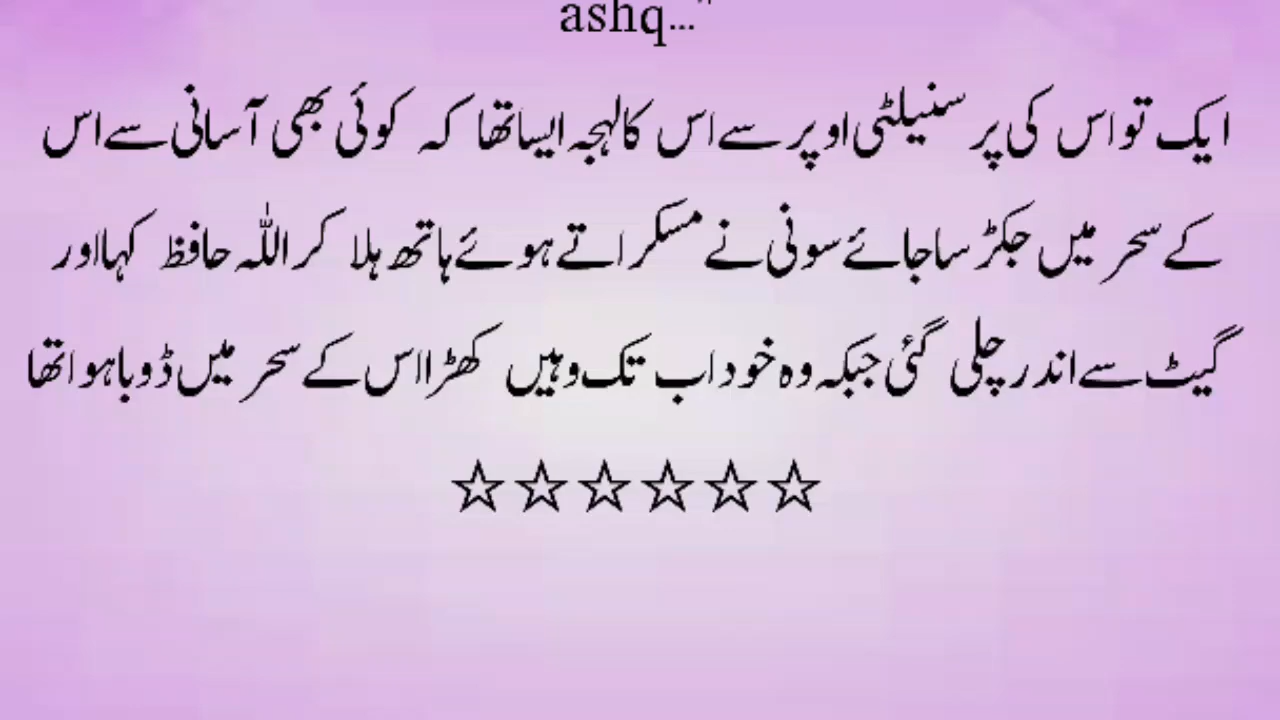 ashq..."
ایک تو اس کی پر سنیلٹی اوپر سے اس کا لہجہ ایسا تھا کہ کوئی بھی آسانی سے اس
کے سحر میں جکڑ سا جائے سونی نے مسکراتے ہوئے ہاتھ ہلا کر اللہ حافظ کہا اور
گیٹ سے اندر چلی گئی جبکہ وہ خود اب تک وہیں کھڑا اس کے سحر میں ڈوبا ہوا تھا
☆☆☆☆☆☆